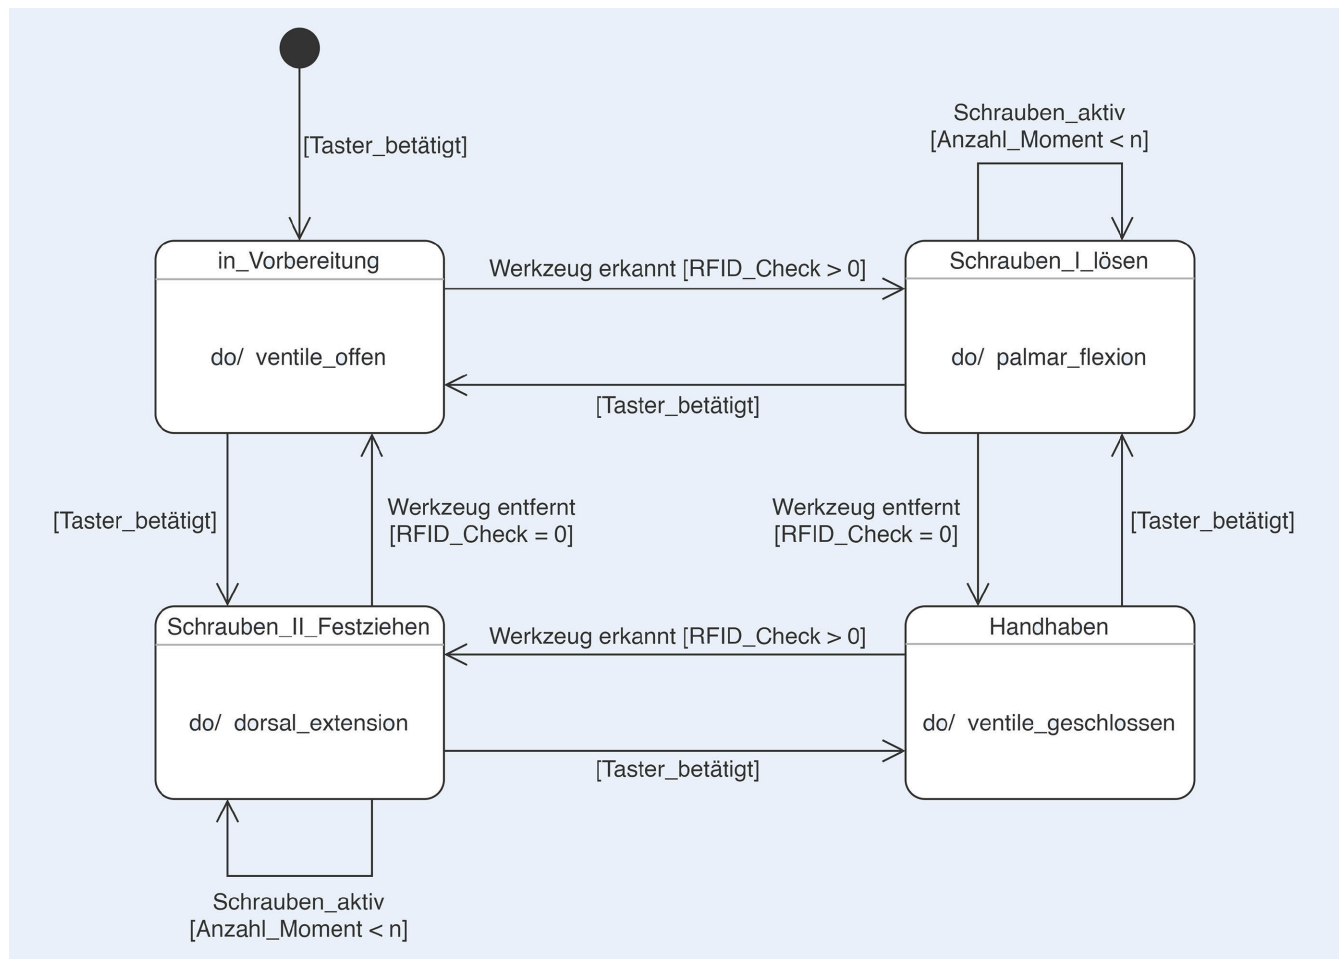 [Taster_betätigt]
Schrauben_aktiv
[Anzahl_Moment < n]
in_Vorbereitung
do/ ventile_offen
Werkzeug erkannt [RFID_Check > 0]
Schrauben_I_lösen
do/ palmar_flexion
[Taster_betätigt]
[Taster_betätigt]
Werkzeug entfernt
[RFID_Check = 0]
Werkzeug entfernt
[RFID_Check = 0]
[Taster_betätigt]
Schrauben_II_Festziehen
do/ dorsal_extension
Werkzeug erkannt [RFID_Check > 0]
Handhaben
do/ ventile_geschlossen
[Taster_betätigt]
Schrauben_aktiv
[Anzahl_Moment < n]